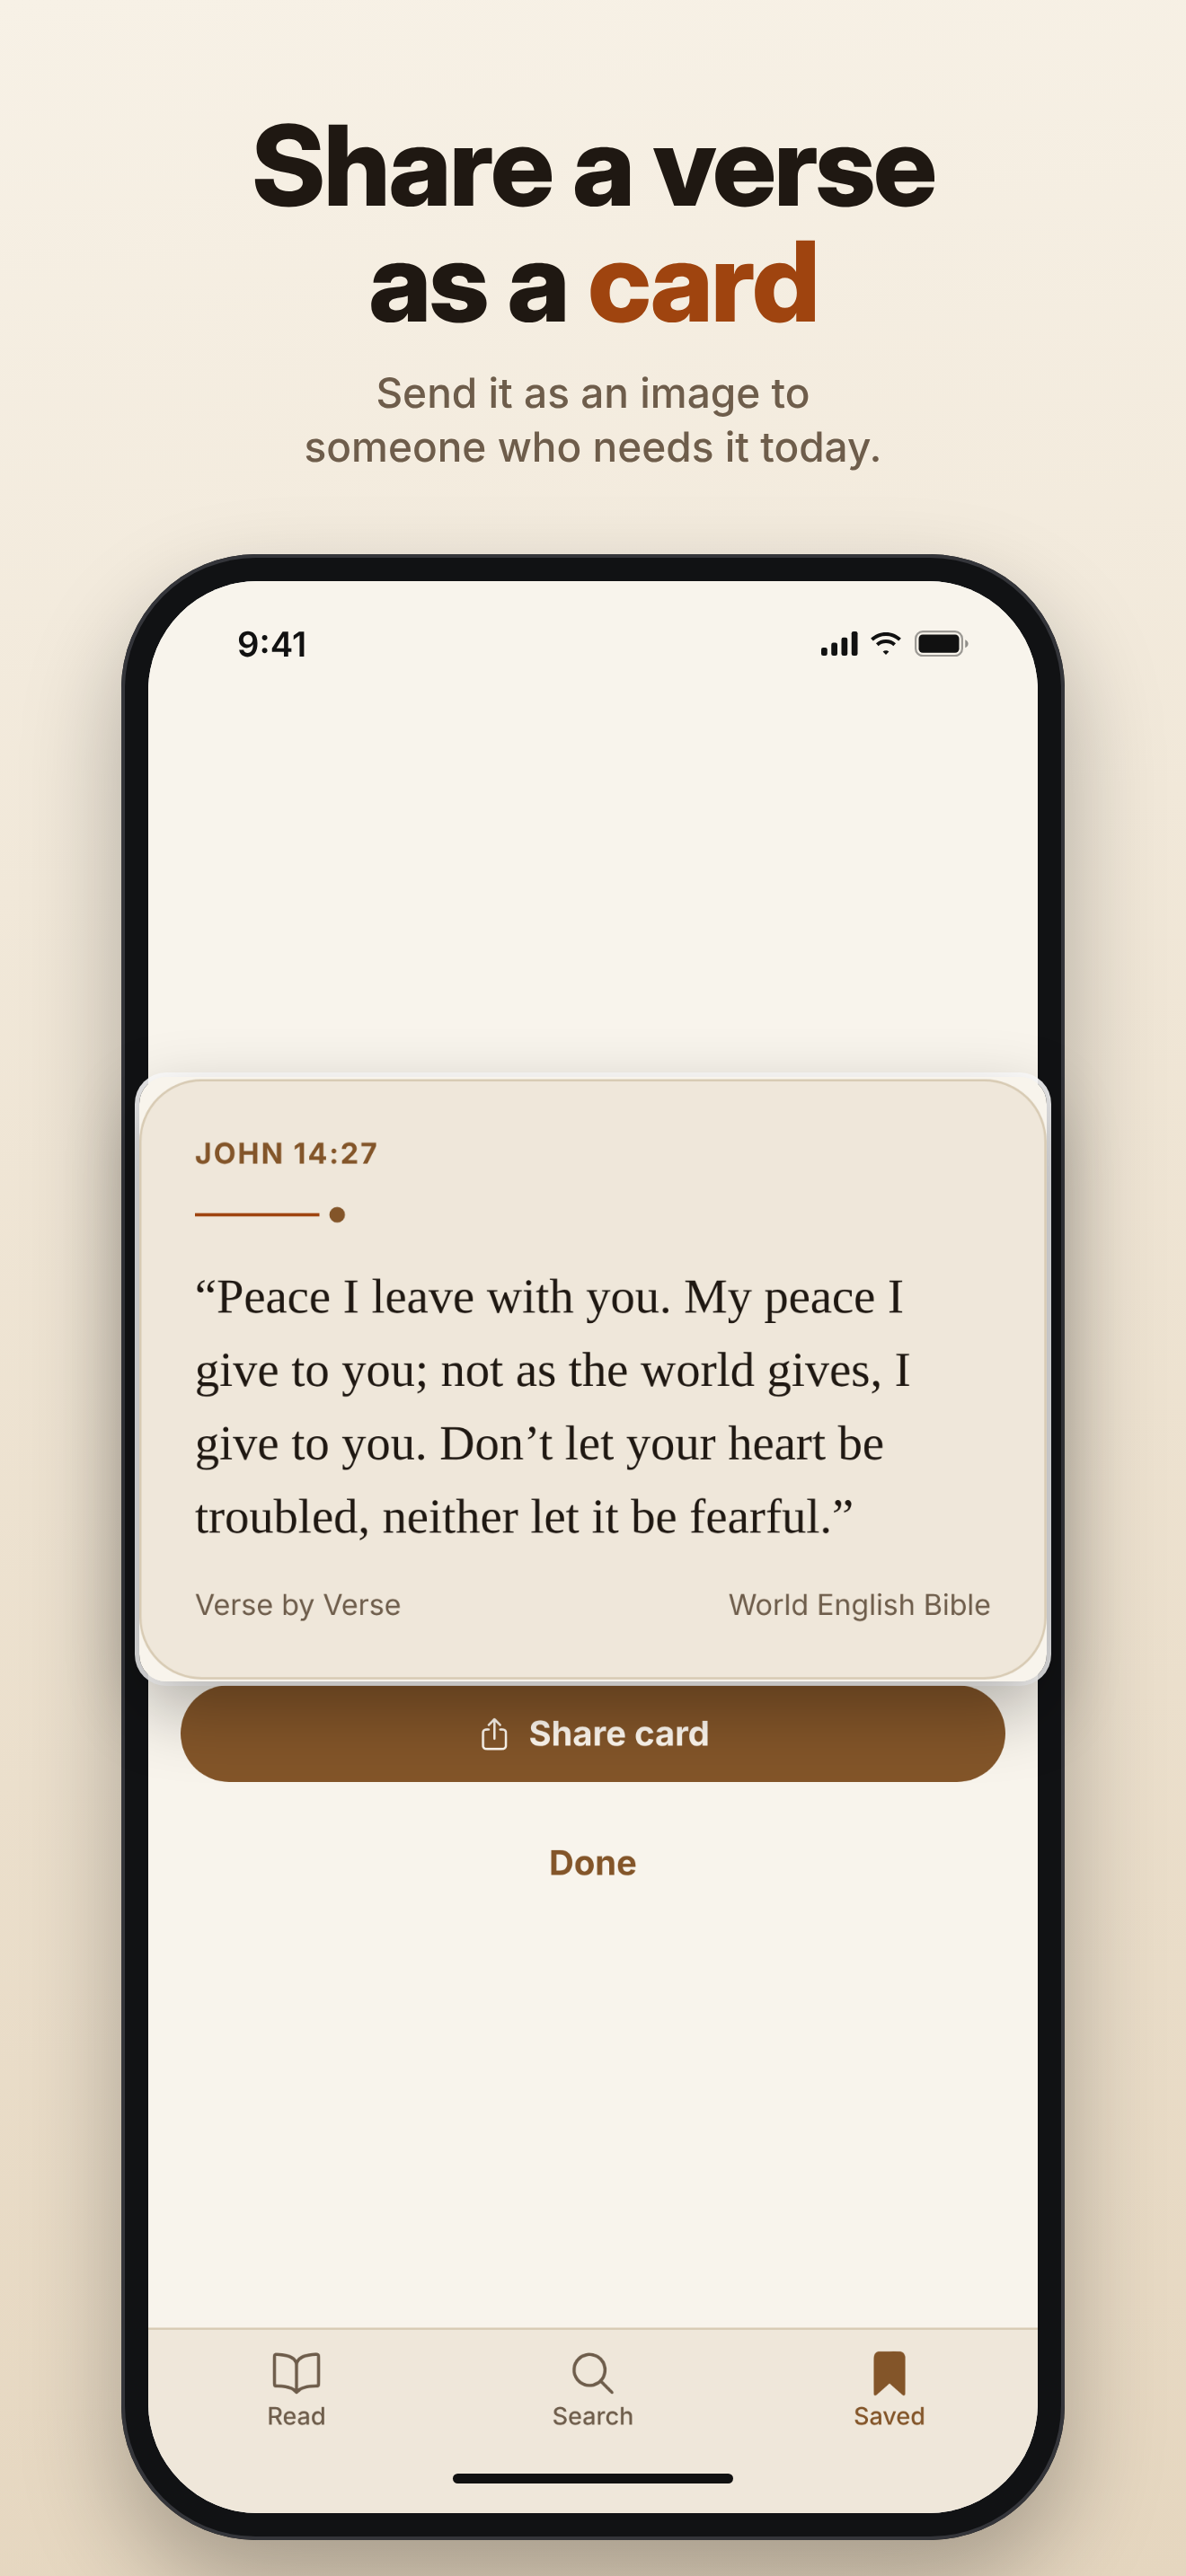 Share a verse
as a card
Send it as an image to
someone who needs it today.
9:41
JOHN 14:27
“Peace I leave with you. My peace I
give to you; not as the world gives, I
give to you. Don’t let your heart be
troubled, neither let it be fearful.”
Verse by Verse World English Bible
Share card
Done
Read Search Saved